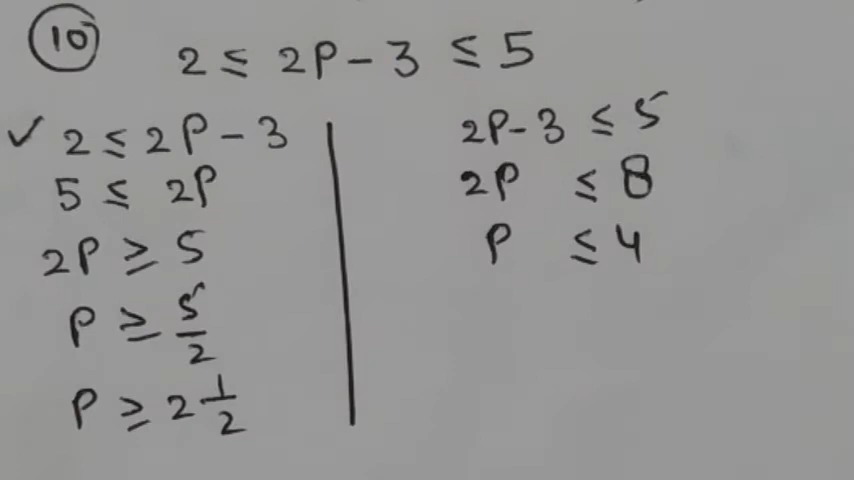 10
2 ≤ 2P - 3 ≤ 5
✓ 2 ≤ 2P - 3
5 ≤ 2P
2P ≥ 5
P ≥ 5/2
P ≥ 2 1/2
2P - 3 ≤ 5
2P ≤ 8
P ≤ 4